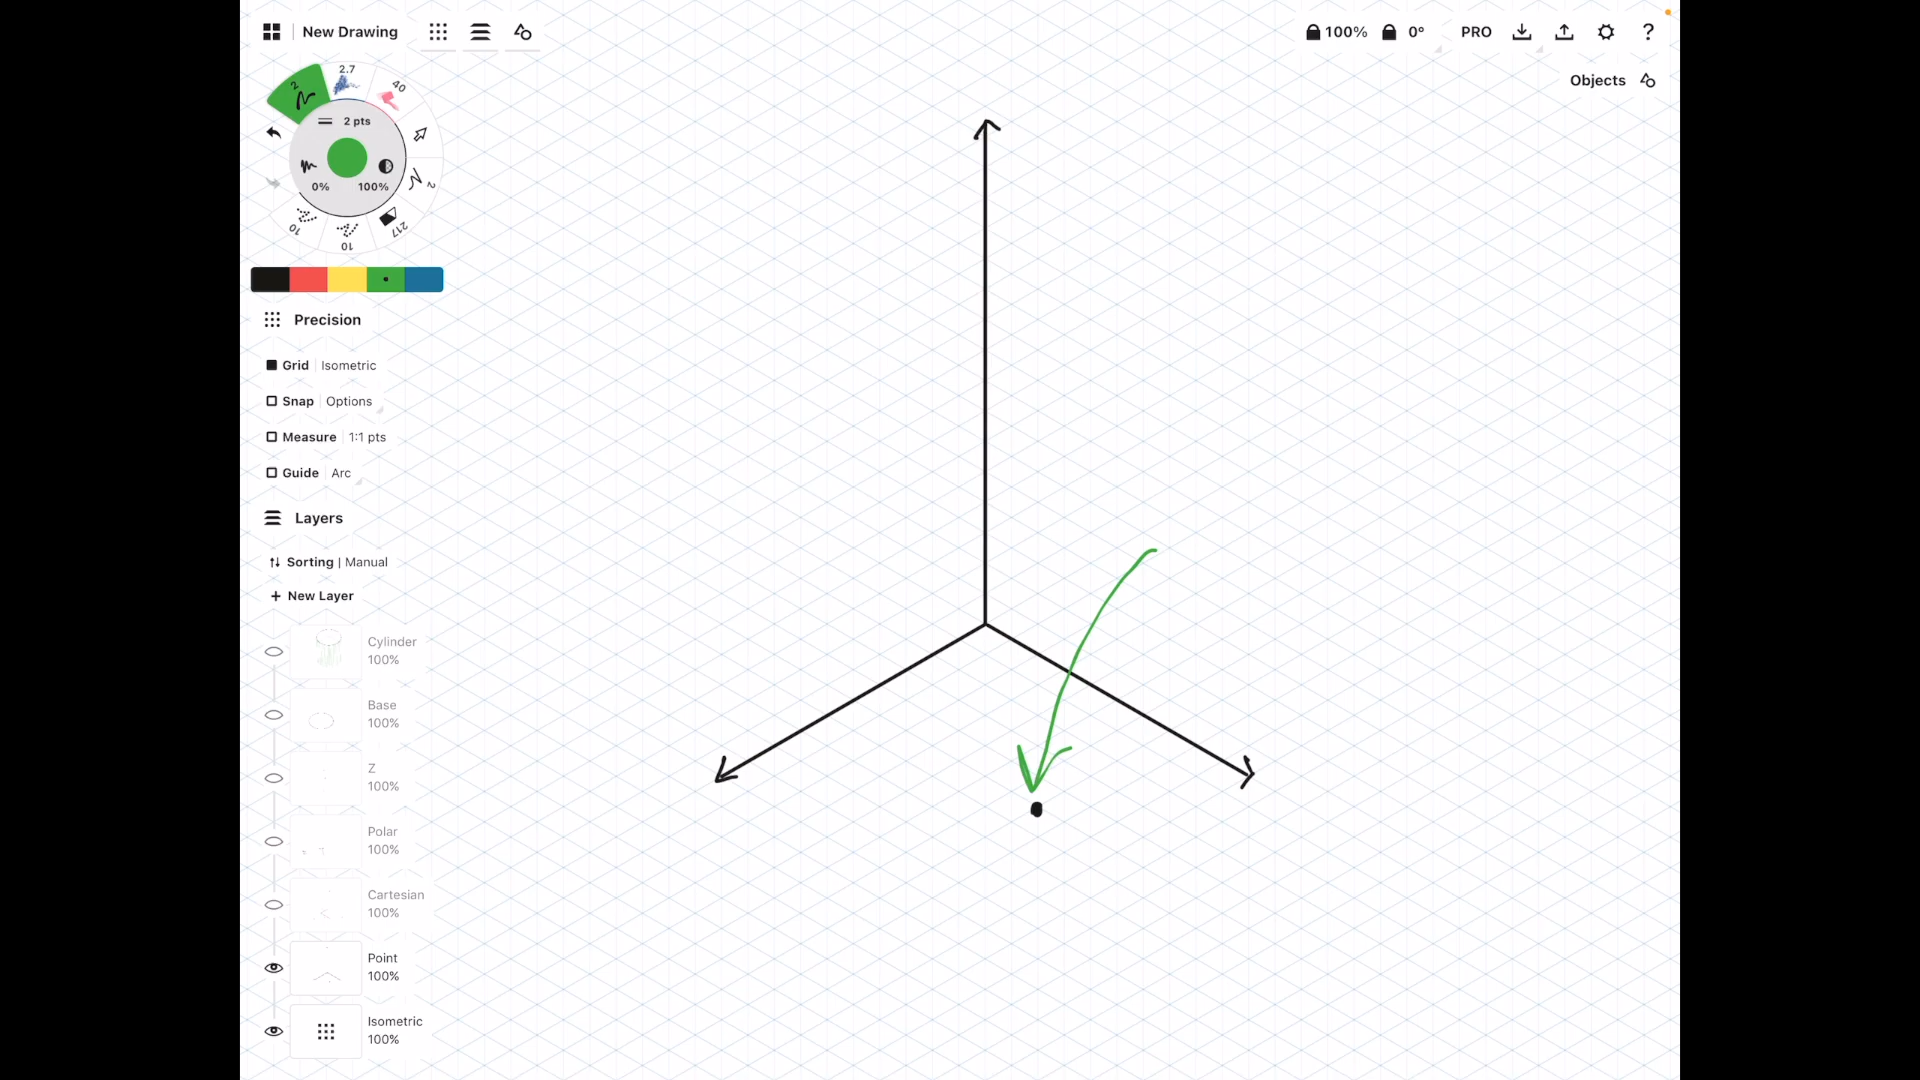 New Drawing
100%
0°
PRO
?
Objects
2
2.7
40
2 pts
0%
100%
2
217
10
10
Precision
Grid | Isometric
Snap | Options
Measure | 1:1 pts
Guide | Arc
Layers
Sorting | Manual
+ New Layer
Cylinder
100%
Base
100%
Z
100%
Polar
100%
Cartesian
100%
Point
100%
Isometric
100%